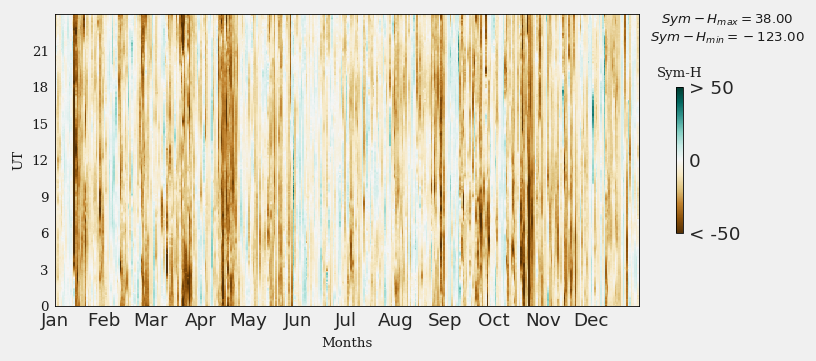 Sym − H_max = 38.00
Sym − H_min = −123.00
Sym-H
> 50
0
< -50
21
18
15
12
9
6
3
0
UT
Jan Feb Mar Apr May Jun Jul Aug Sep Oct Nov Dec
Months